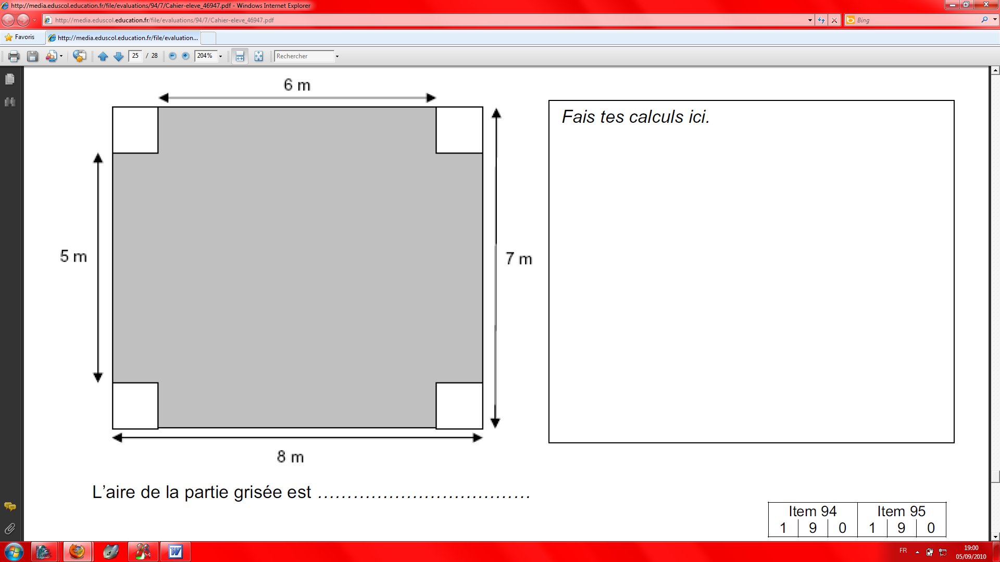 http://media.eduscol.education.fr/file/evaluations/94/7/Cahier-eleve_46947.pdf - Windows Internet Explorer
http://media.eduscol.education.fr/file/evaluations/94/7/Cahier-eleve_46947.pdf
Bing
Favoris
http://media.eduscol.education.fr/file/evaluation...
25 / 28
204%
Rechercher
6 m
Fais tes calculs ici.
5 m
7 m
8 m
L’aire de la partie grisée est ………………………………
Item 94 Item 95
1 9 0 1 9 0
FR
19:00
05/09/2010